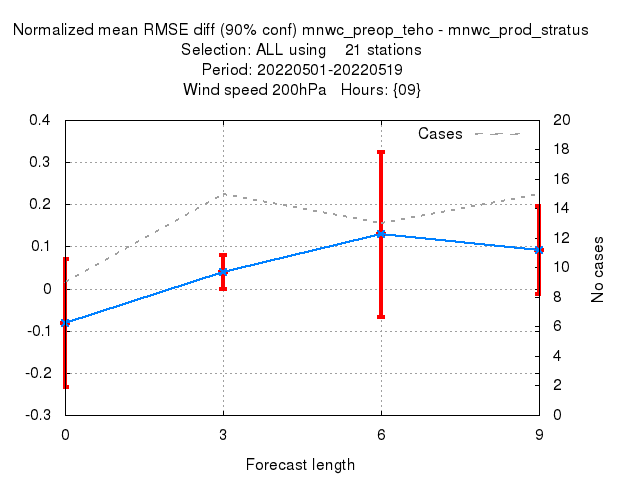 Normalized mean RMSE diff (90% conf) mnwc_preop_teho - mnwc_prod_stratus
Selection: ALL using    21 stations
Period: 20220501-20220519
Wind speed 200hPa   Hours: {09}
0.4
0.3
0.2
0.1
0
-0.1
-0.2
-0.3
Cases
20
18
16
14
12
10
8
6
4
2
0
No cases
0 3 6 9
Forecast length